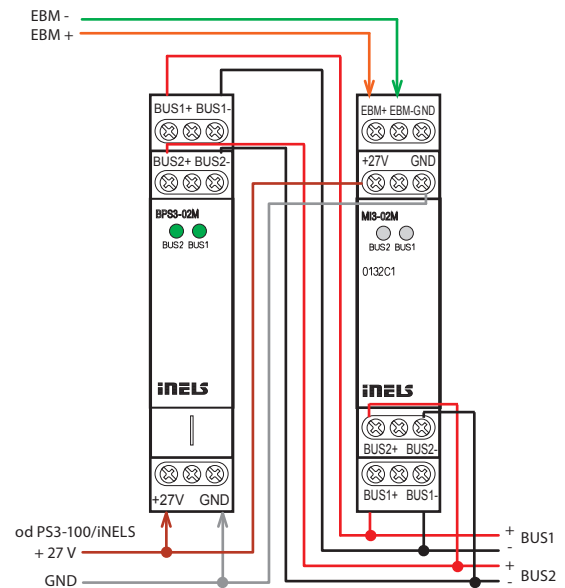 EBM -
EBM +
BUS1+ BUS1-
EBM+ EBM- GND
BUS2+ BUS2-
+27V GND
BPS3-02M
MI3-02M
BUS2 BUS1
BUS2 BUS1
0132C1
iNELS
iNELS
BUS2+ BUS2-
+27V GND
BUS1+ BUS1-
od PS3-100/iNELS
+ 27 V
GND
+ BUS1
-
+ BUS2
-